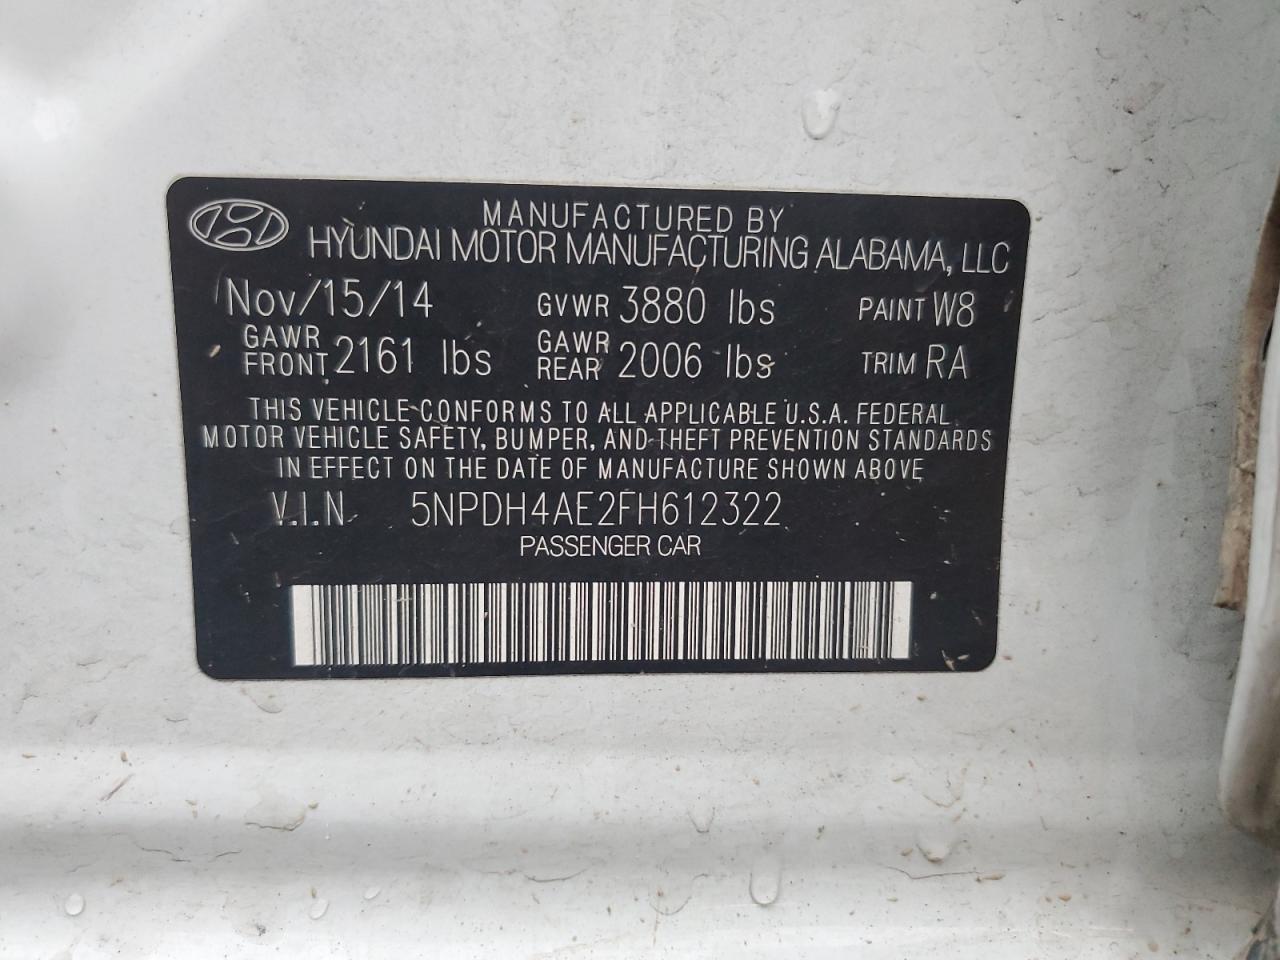 MANUFACTURED BY
HYUNDAI MOTOR MANUFACTURING ALABAMA, LLC
Nov/15/14 GVWR 3880 lbs PAINT W8
GAWR FRONT 2161 lbs GAWR REAR 2006 lbs TRIM RA
THIS VEHICLE CONFORMS TO ALL APPLICABLE U.S.A. FEDERAL
MOTOR VEHICLE SAFETY, BUMPER, AND THEFT PREVENTION STANDARDS
IN EFFECT ON THE DATE OF MANUFACTURE SHOWN ABOVE
V.I.N 5NPDH4AE2FH612322
PASSENGER CAR